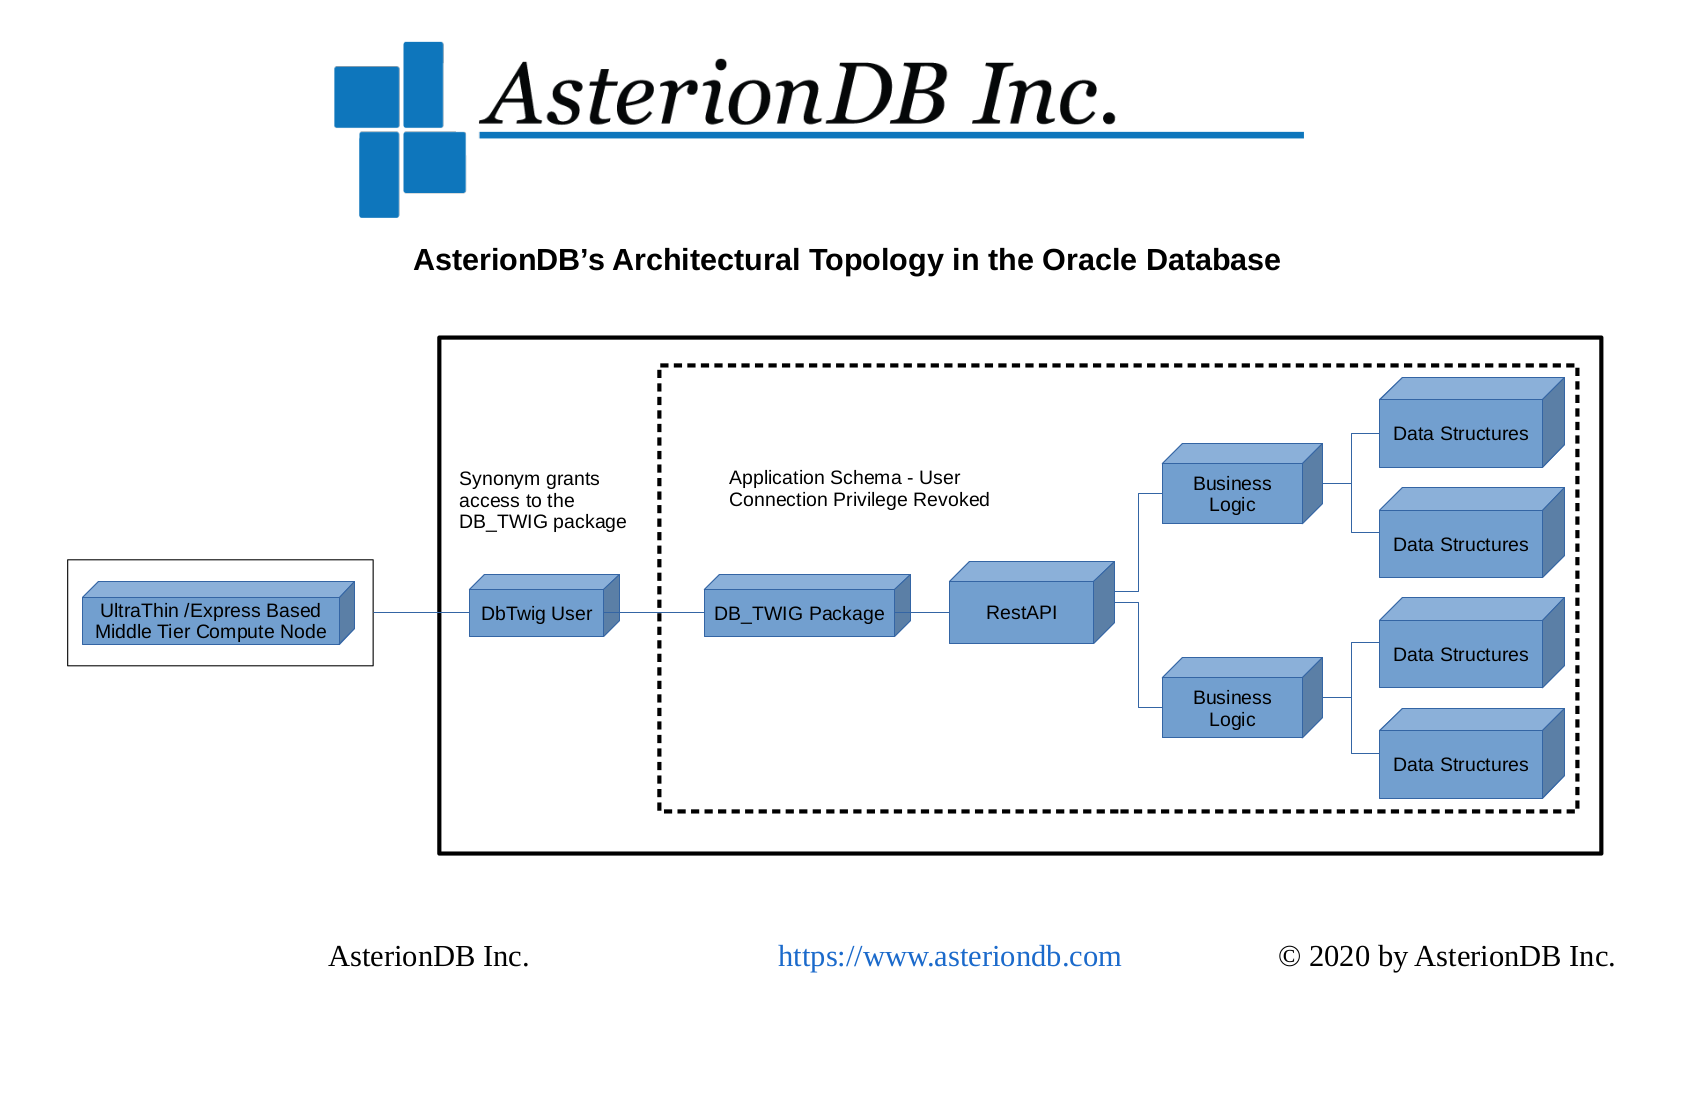 AsterionDB Inc.
AsterionDB’s Architectural Topology in the Oracle Database
Synonym grants
access to the
DB_TWIG package
Application Schema - User
Connection Privilege Revoked
UltraThin /Express Based
Middle Tier Compute Node
DbTwig User
DB_TWIG Package
RestAPI
Business
Logic
Business
Logic
Data Structures
Data Structures
Data Structures
Data Structures
AsterionDB Inc.
https://www.asteriondb.com
© 2020 by AsterionDB Inc.